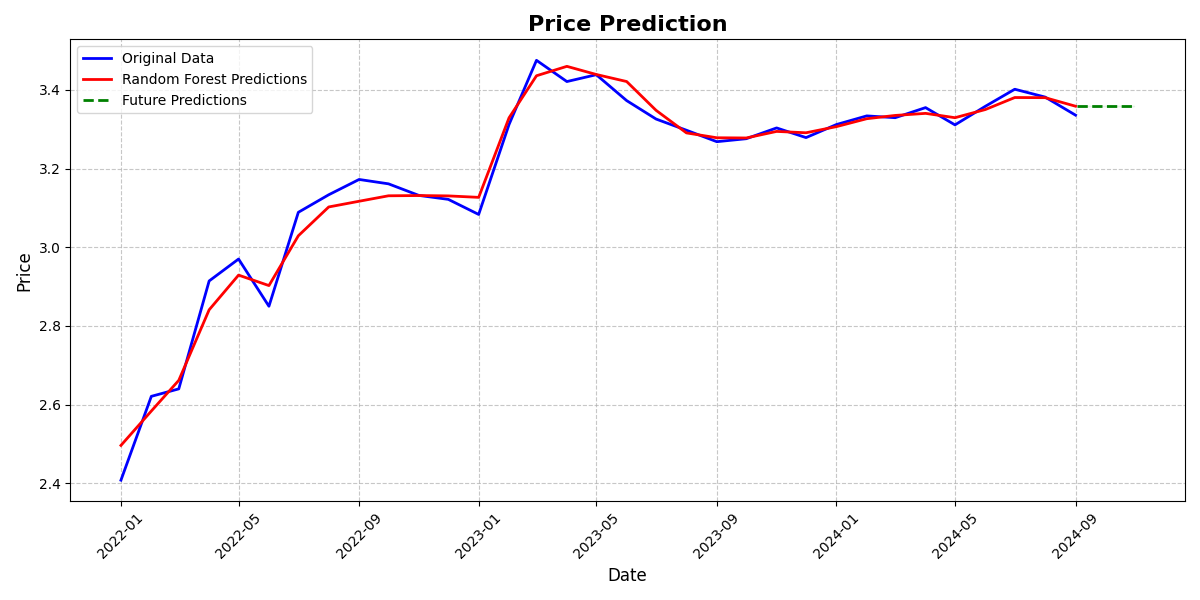 Price Prediction
Original Data
Random Forest Predictions
Future Predictions
Price
3.4
3.2
3.0
2.8
2.6
2.4
2022-01
2022-05
2022-09
2023-01
2023-05
2023-09
2024-01
2024-05
2024-09
Date